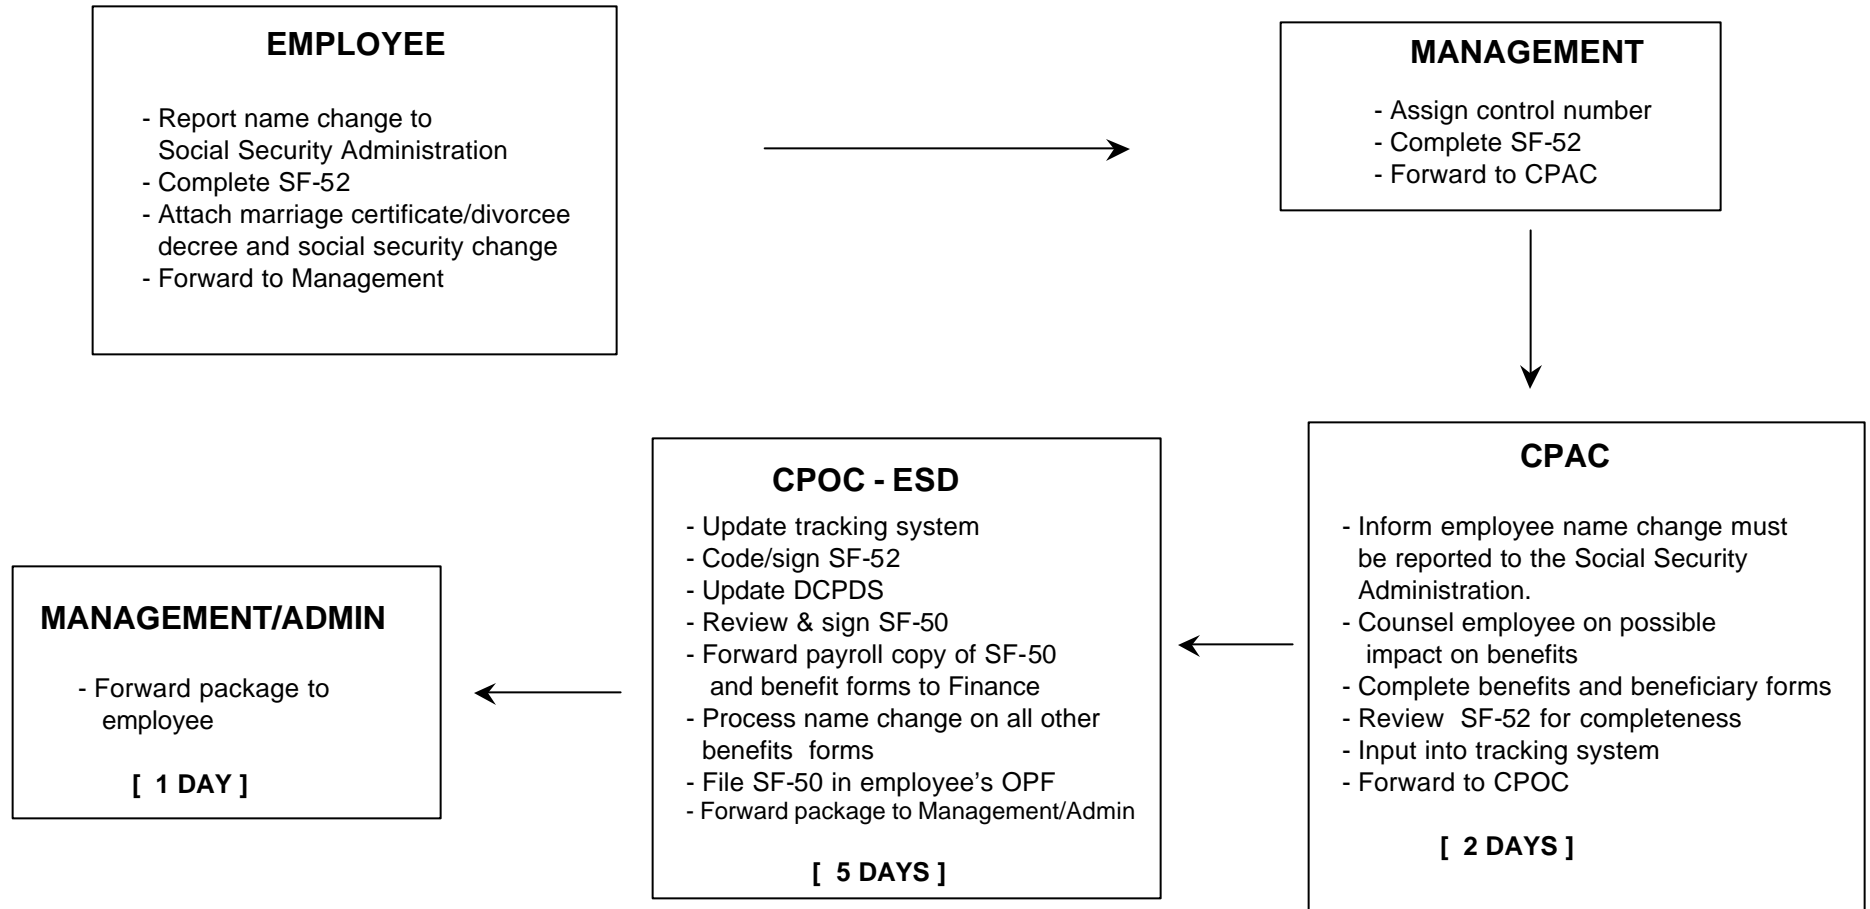 EMPLOYEE
- Report name change to
Social Security Administration
- Complete SF-52
- Attach marriage certificate/divorcee
decree and social security change
- Forward to Management
MANAGEMENT
- Assign control number
- Complete SF-52
- Forward to CPAC
CPAC
- Inform employee name change must
be reported to the Social Security
Administration.
- Counsel employee on possible
impact on benefits
- Complete benefits and beneficiary forms
- Review SF-52 for completeness
- Input into tracking system
- Forward to CPOC
[ 2 DAYS ]
CPOC - ESD
- Update tracking system
- Code/sign SF-52
- Update DCPDS
- Review & sign SF-50
- Forward payroll copy of SF-50
and benefit forms to Finance
- Process name change on all other
benefits forms
- File SF-50 in employee’s OPF
- Forward package to Management/Admin
[ 5 DAYS ]
MANAGEMENT/ADMIN
- Forward package to
employee
[ 1 DAY ]